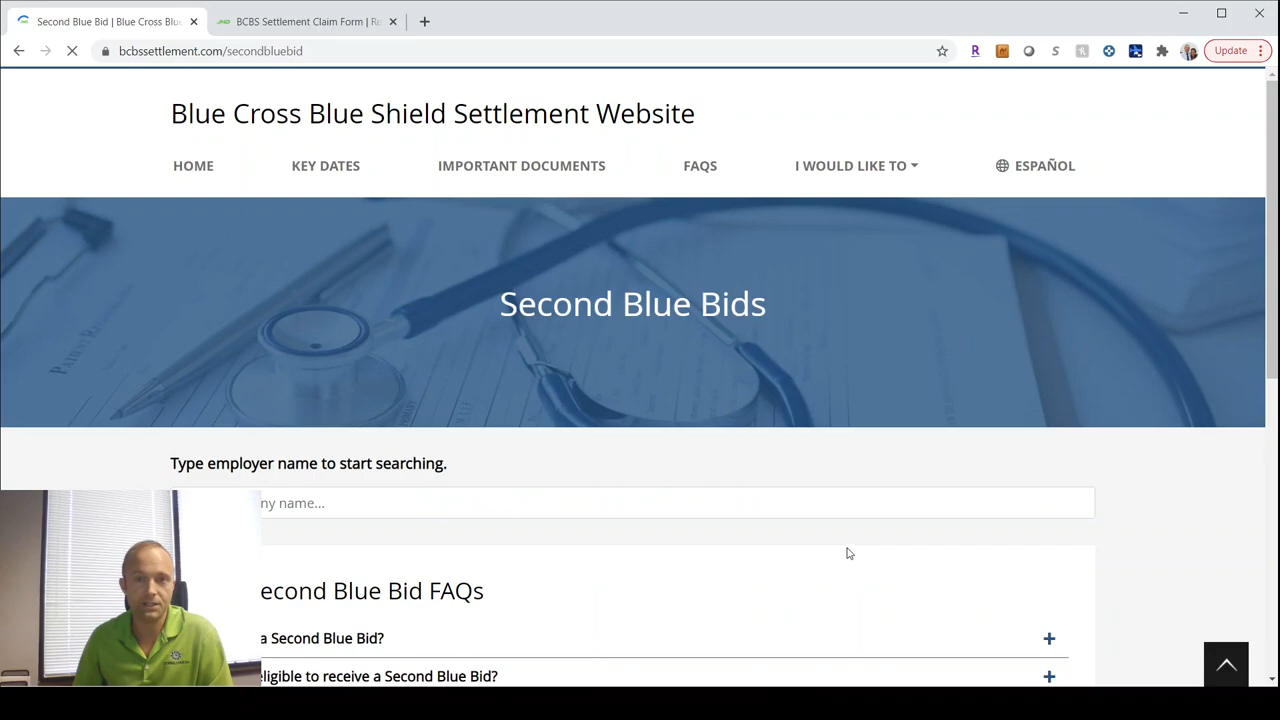 Second Blue Bid | Blue Cross Blue
BCBS Settlement Claim Form | Re
bcbssettlement.com/secondbluebid
Update
Blue Cross Blue Shield Settlement Website
HOME
KEY DATES
IMPORTANT DOCUMENTS
FAQS
I WOULD LIKE TO
ESPAÑOL
Second Blue Bids
Type employer name to start searching.
ny name...
econd Blue Bid FAQs
a Second Blue Bid?
eligible to receive a Second Blue Bid?